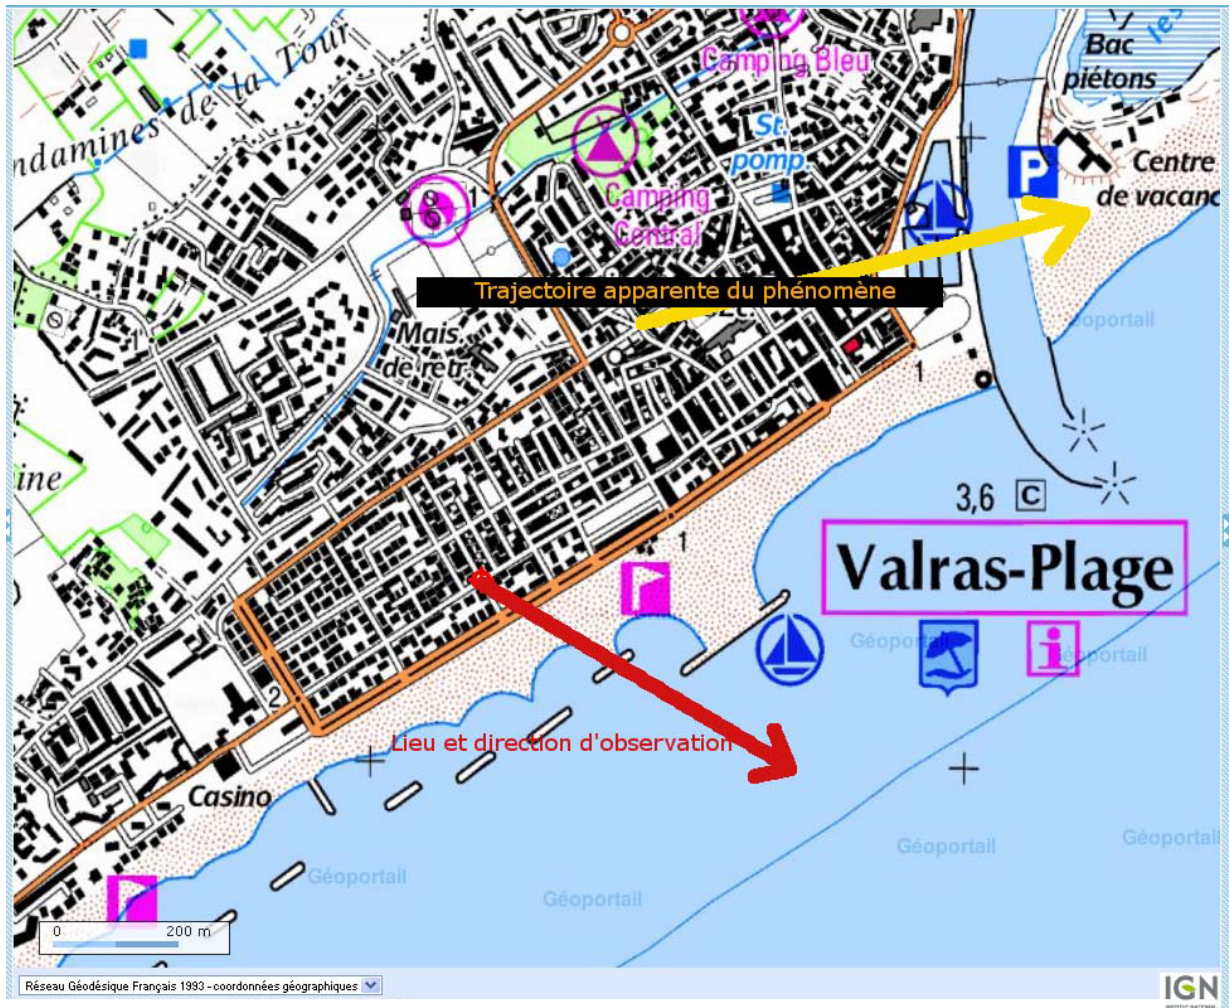 Bac
piétons
les
Camping Bleu
ndamines de la Tour
St.
pomp.
P
Centre
de vacanc
Camping
Central
Trajectoire apparente du phénomène
Géoportail
Mais.
de retr.
1
1
ine
3,6 C
Valras-Plage
1
Géoportail
Géoportail
2
Lieu et direction d'observation
Casino
Géoportail
Géoportail
Géoportail
Géoportail
0 200 m
Réseau Géodésique Français 1993 - coordonnées géographiques
IGN